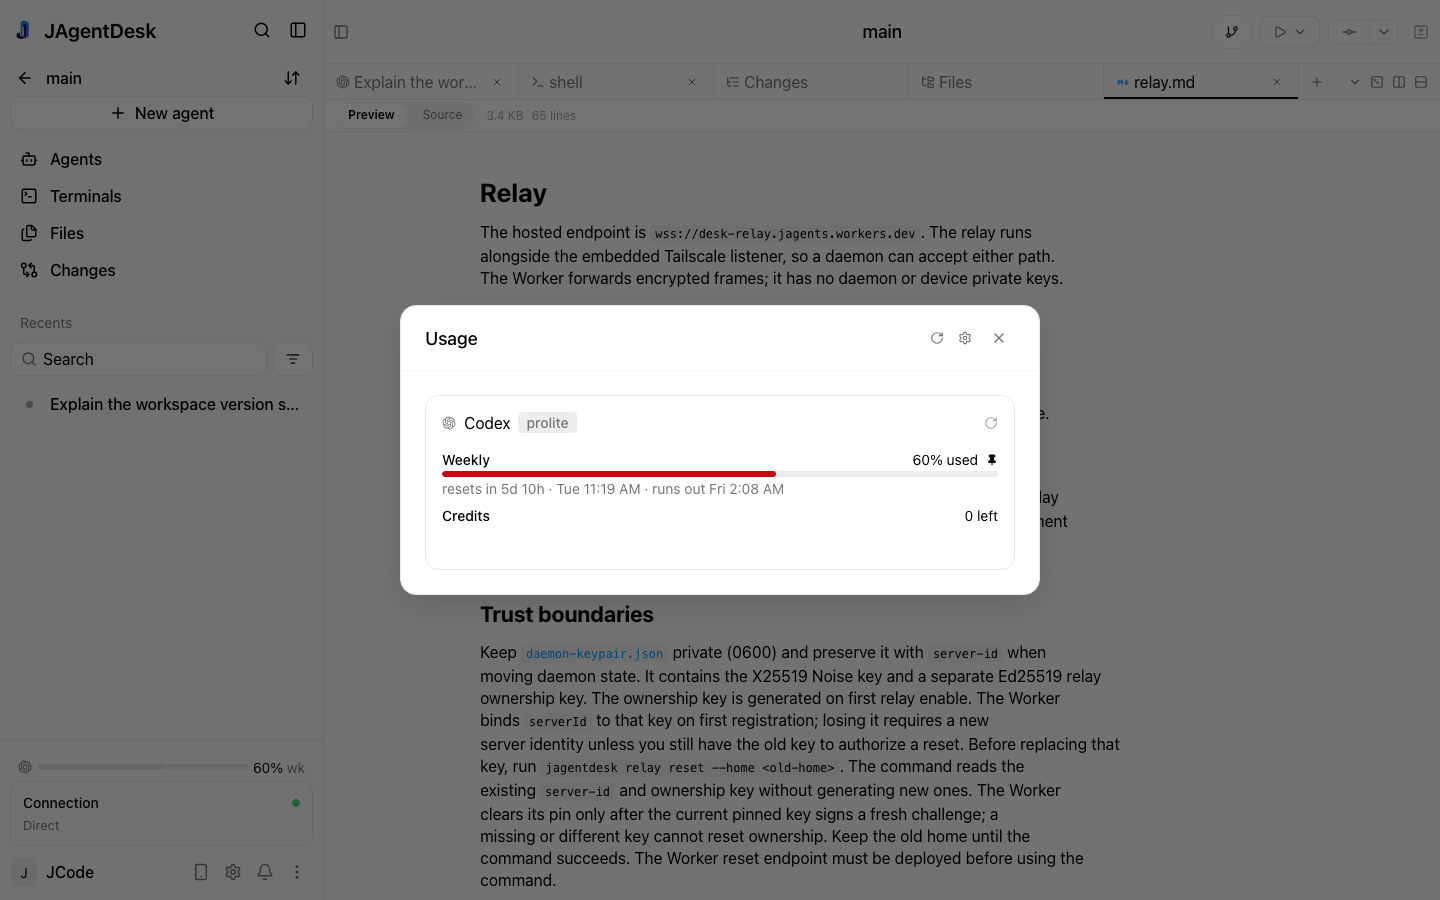 JAgentDesk
main
New agent
Agents
Terminals
Files
Changes
Recents
Search
Explain the workspace version s...
60% wk
Connection
Direct
J JCode
main
Explain the wor...
shell
Changes
Files
relay.md
Preview Source 3.4 KB 65 lines
Relay
The hosted endpoint is wss://desk-relay.jagents.workers.dev . The relay runs
alongside the embedded Tailscale listener, so a daemon can accept either path.
The Worker forwards encrypted frames; it has no daemon or device private keys.
Usage
Codex prolite
Weekly 60% used
resets in 5d 10h · Tue 11:19 AM · runs out Fri 2:08 AM
Credits 0 left
Trust boundaries
Keep daemon-keypair.json private (0600) and preserve it with server-id when
moving daemon state. It contains the X25519 Noise key and a separate Ed25519 relay
ownership key. The ownership key is generated on first relay enable. The Worker
binds serverId to that key on first registration; losing it requires a new
server identity unless you still have the old key to authorize a reset. Before replacing that
key, run jagentdesk relay reset --home <old-home> . The command reads the
existing server-id and ownership key without generating new ones. The Worker
clears its pin only after the current pinned key signs a fresh challenge; a
missing or different key cannot reset ownership. Keep the old home until the
command succeeds. The Worker reset endpoint must be deployed before using the
command.